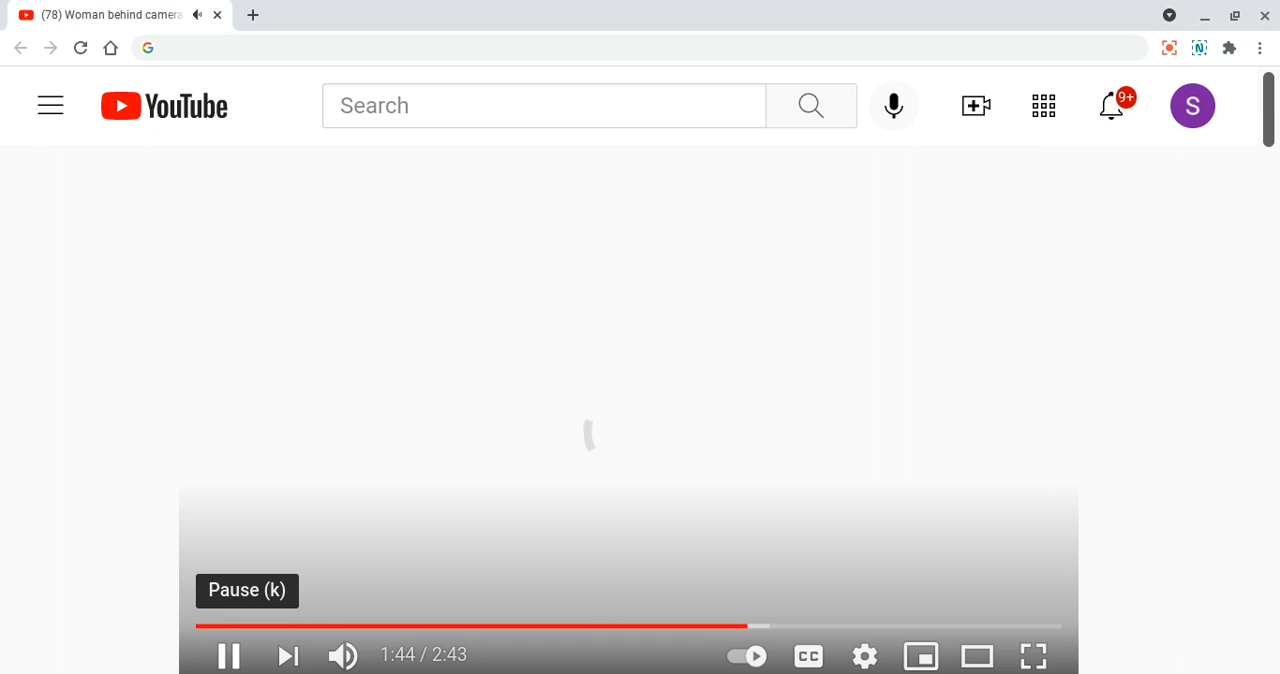 (78) Woman behind camera
YouTube
Search
9+
S
Pause (k)
1:44 / 2:43
CC